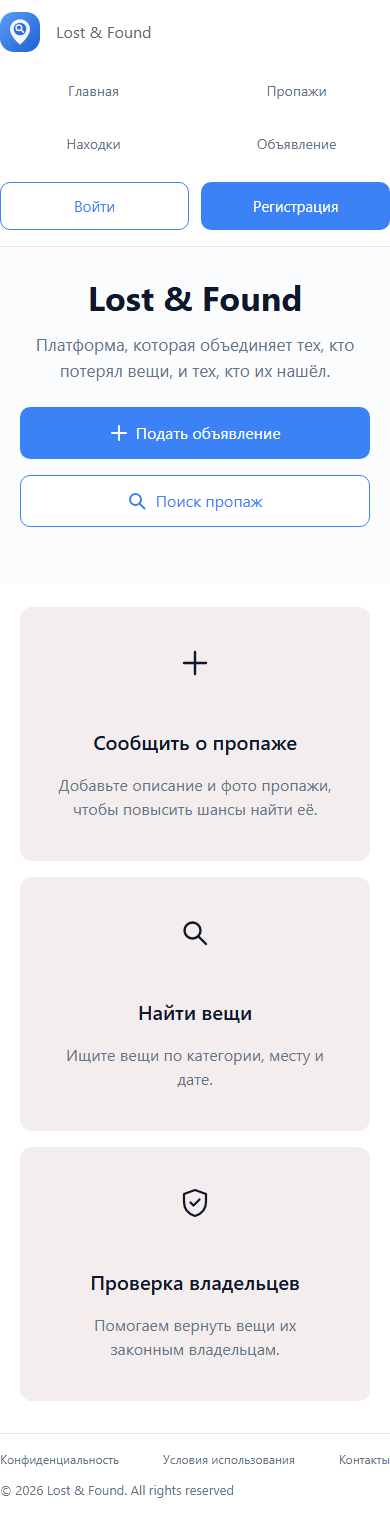 Lost & Found
Главная
Пропажи
Находки
Объявление
Войти
Регистрация
Lost & Found
Платформа, которая объединяет тех, кто
потерял вещи, и тех, кто их нашёл.
Подать объявление
Поиск пропаж
Сообщить о пропаже
Добавьте описание и фото пропажи,
чтобы повысить шансы найти её.
Найти вещи
Ищите вещи по категории, месту и
дате.
Проверка владельцев
Помогаем вернуть вещи их
законным владельцам.
Конфиденциальность
Условия использования
Контакты
© 2026 Lost & Found. All rights reserved